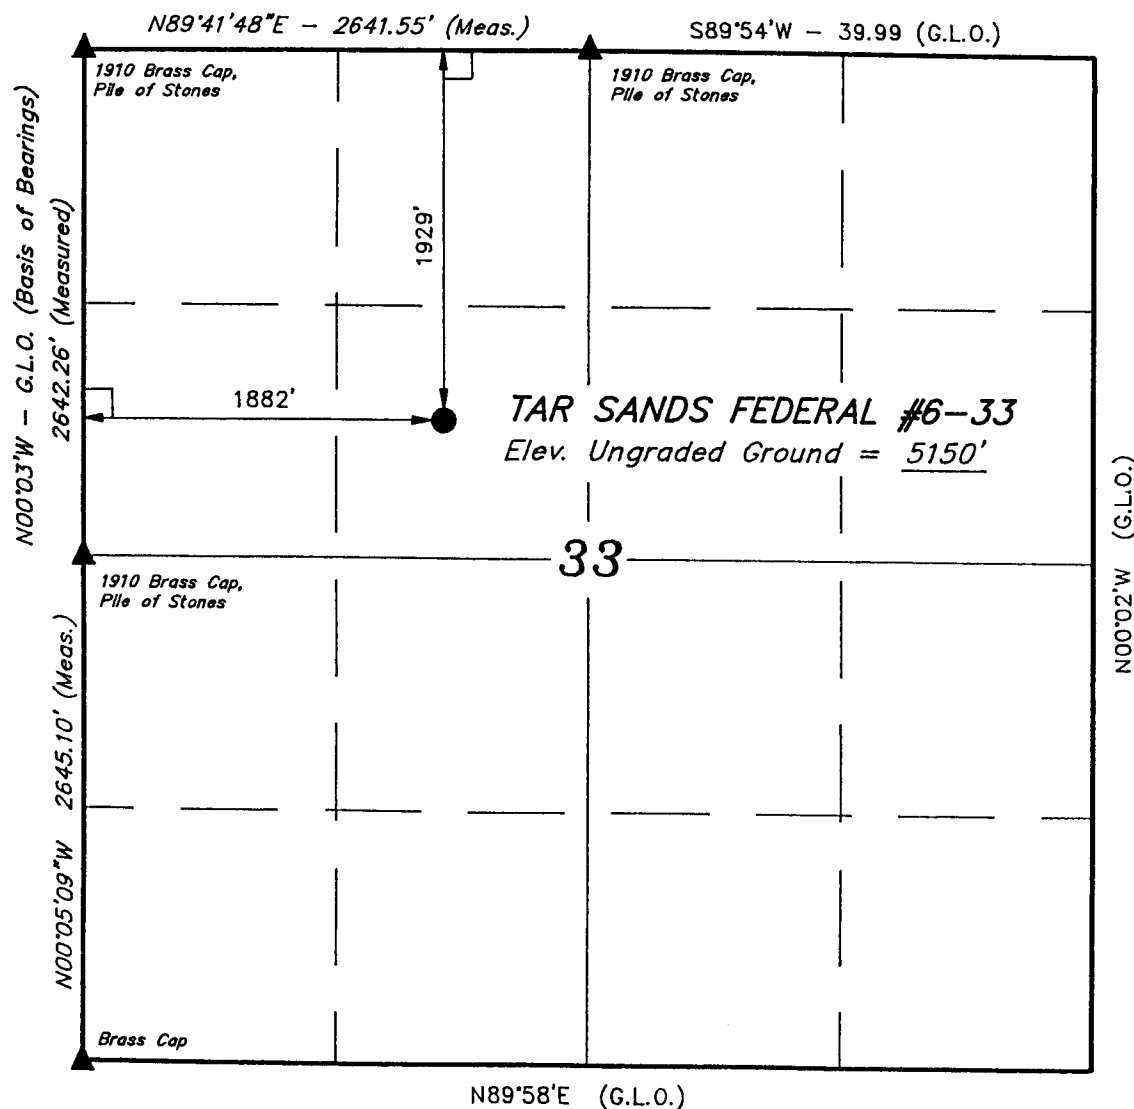 N89°41'48"E - 2641.55' (Meas.)
S89°54'W - 39.99 (G.L.O.)
1910 Brass Cap,
Pile of Stones
1910 Brass Cap,
Pile of Stones
N00°03'W - G.L.O. (Basis of Bearings)
2642.26' (Measured)
1929'
1882'
TAR SANDS FEDERAL #6-33
Elev. Ungraded Ground = 5150'
33
N00°02'W (G.L.O.)
1910 Brass Cap,
Pile of Stones
N00°05'09"W 2645.10' (Meas.)
Brass Cap
N89°58'E (G.L.O.)